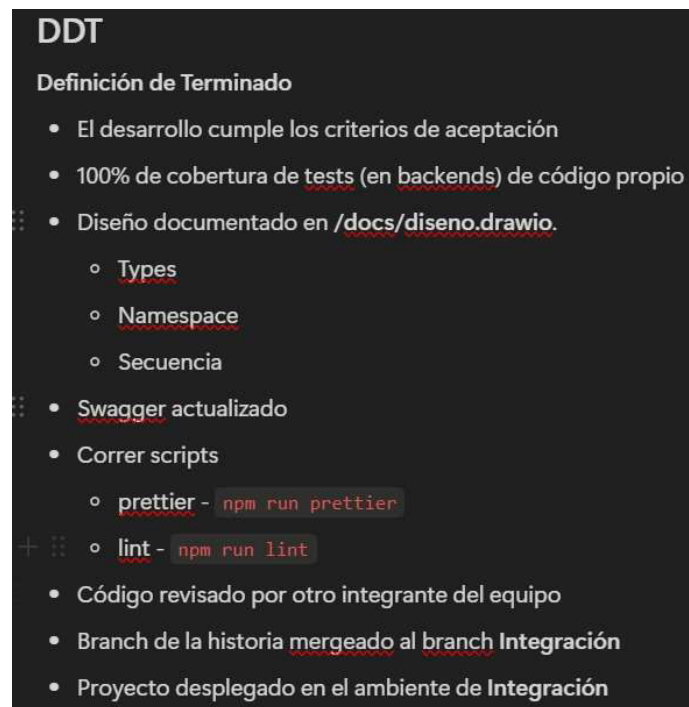 DDT
Definición de Terminado
• El desarrollo cumple los criterios de aceptación
• 100% de cobertura de tests (en backends) de código propio
• Diseño documentado en /docs/diseno.drawio.
◦ Types
◦ Namespace
◦ Secuencia
• Swagger actualizado
• Correr scripts
◦ prettier - npm run prettier
◦ lint - npm run lint
• Código revisado por otro integrante del equipo
• Branch de la historia mergeado al branch Integración
• Proyecto desplegado en el ambiente de Integración